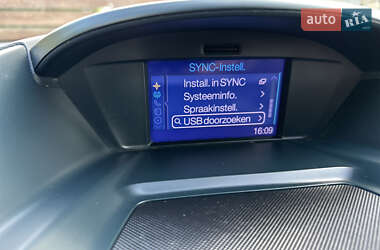 auto RIA
SYNC-Instell.
Install. in SYNC
Systeeminfo.
Spraakinstell.
USB doorzoeken
16:09